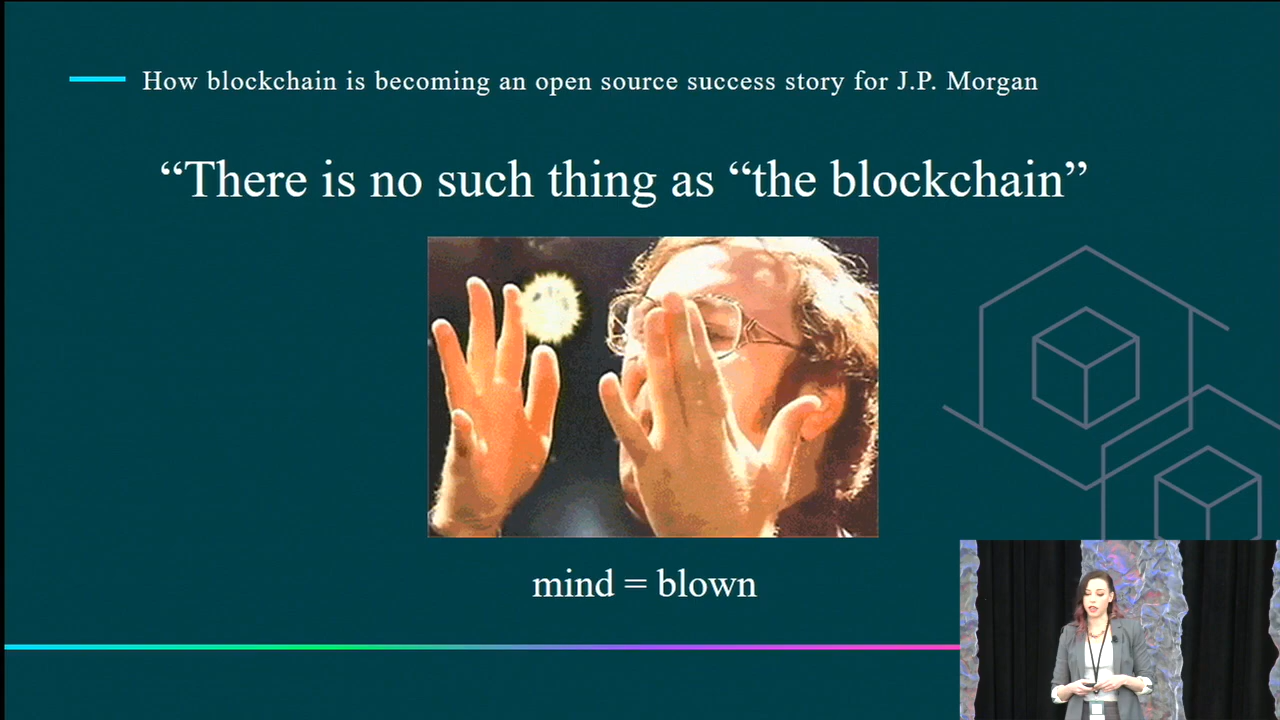 How blockchain is becoming an open source success story for J.P. Morgan
“There is no such thing as “the blockchain”
mind = blown